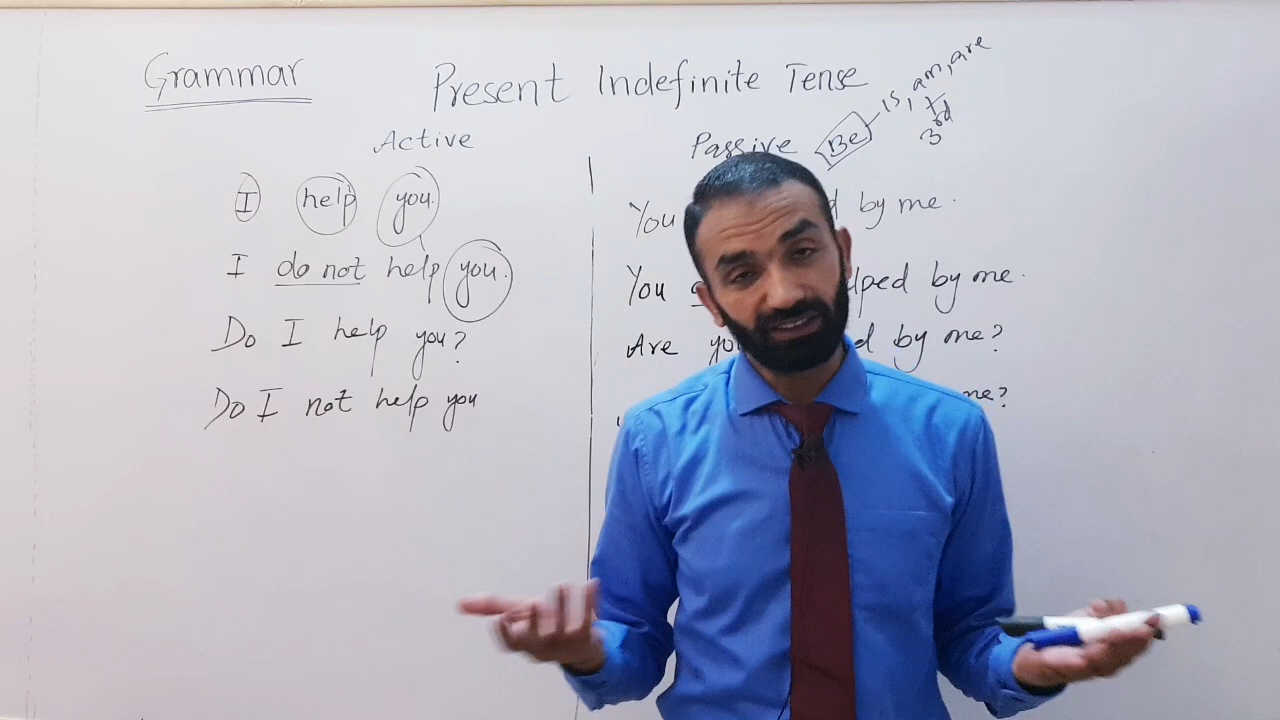 Grammar
Present Indefinite Tense
Active
Passive
Be
is, am, are
+
3rd
I help you.
You by me.
I do not help you.
You by me.
Do I help you?
Are by me?
Do I not help you
me?